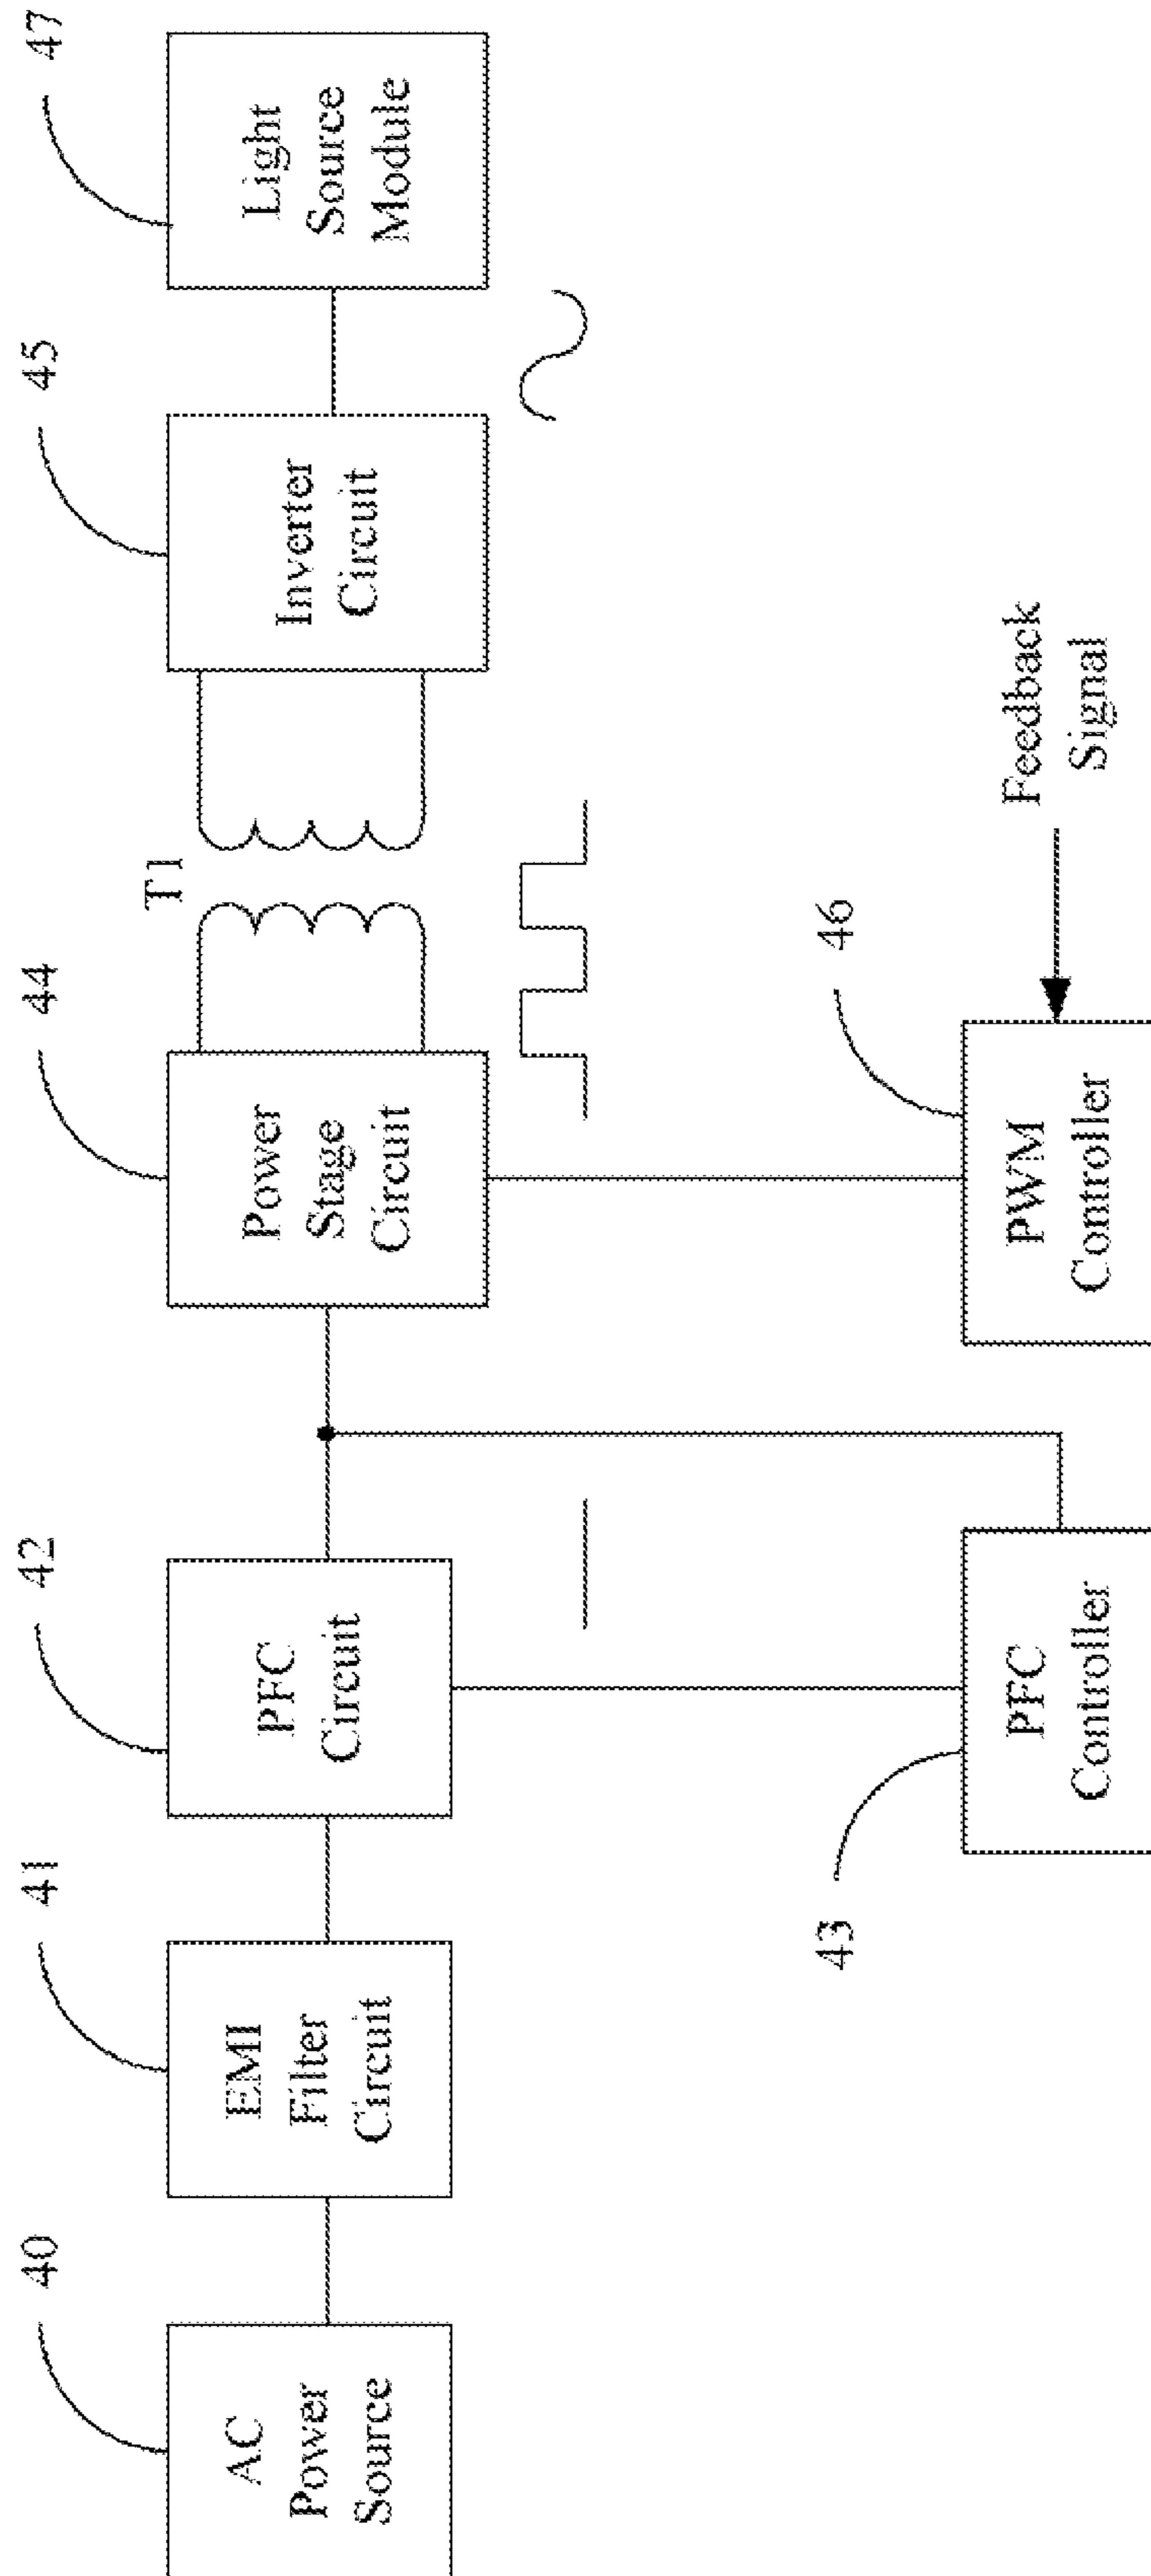 40
AC
Power
Source
41
EMI
Filter
Circuit
42
PFC
Circuit
44
Power
Stage
Circuit
T1
45
Inverter
Circuit
47
Light
Source
Module
43
PFC
Controller
46
PWM
Controller
Feedback
Signal